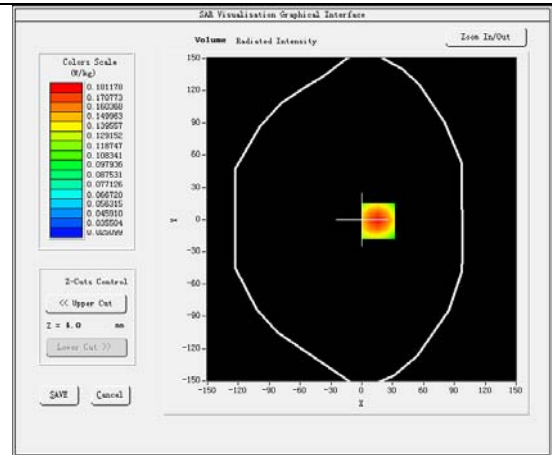 SAR Visualisation Graphical Interface
Volume Radiated Intensity
Zoom In/Out
Colors Scale
(W/kg)
0.181178
0.170773
0.160368
0.149963
0.139557
0.129152
0.118747
0.108341
0.097936
0.087531
0.077126
0.066720
0.056315
0.045910
0.035504
Z-Cuts Control
<< Upper Cut
Z = 4.0 mm
Lower Cut >>
SAVE Cancel
150
120
90
60
30
0
-30
-60
-90
-120
-150
Y
-150 -120 -90 -60 -30 0 30 60 90 120 150
X